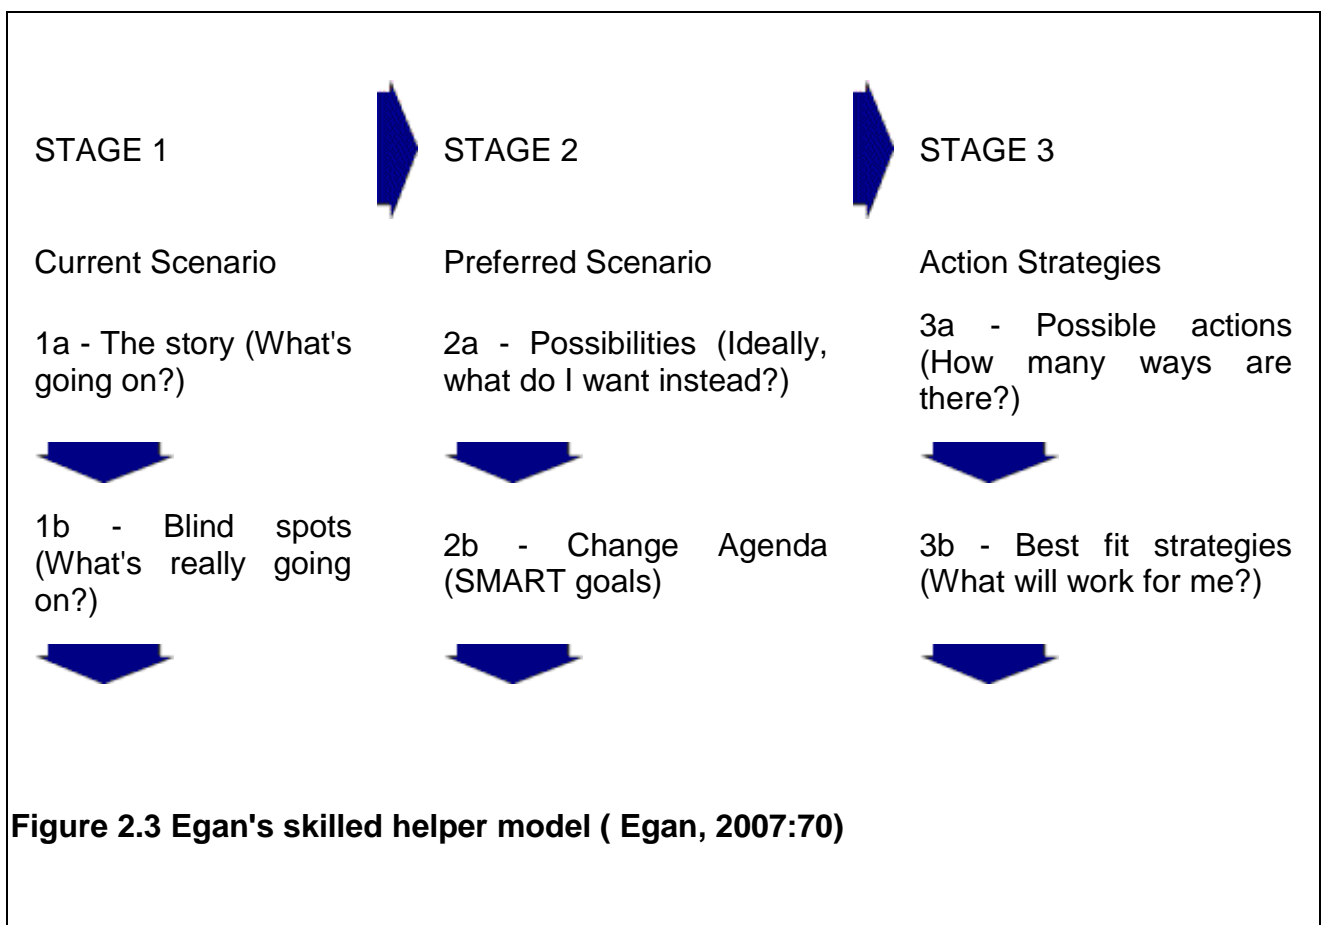 STAGE 1
STAGE 2
STAGE 3
Current Scenario
Preferred Scenario
Action Strategies
1a - The story (What's
going on?)
2a - Possibilities (Ideally,
what do I want instead?)
3a - Possible actions
(How many ways are
there?)
1b - Blind spots
(What's really going
on?)
2b - Change Agenda
(SMART goals)
3b - Best fit strategies
(What will work for me?)
Figure 2.3 Egan's skilled helper model ( Egan, 2007:70)